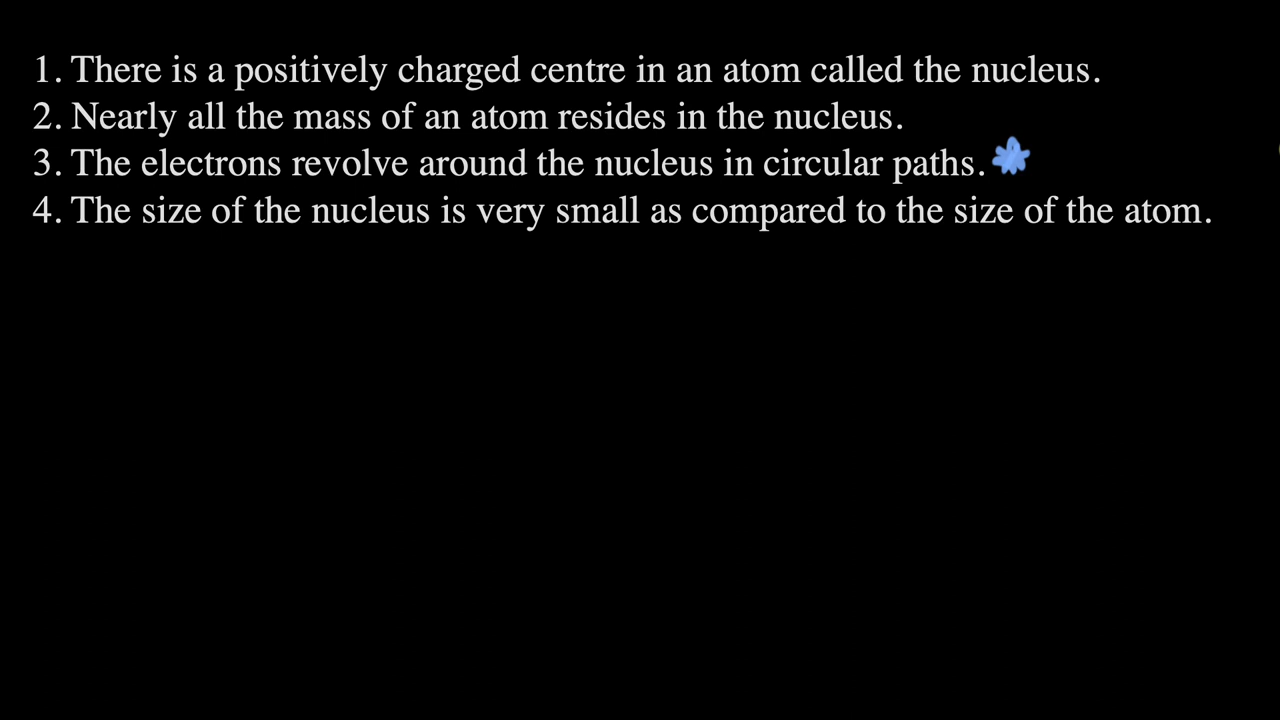 1. There is a positively charged centre in an atom called the nucleus.
2. Nearly all the mass of an atom resides in the nucleus.
3. The electrons revolve around the nucleus in circular paths.
4. The size of the nucleus is very small as compared to the size of the atom.